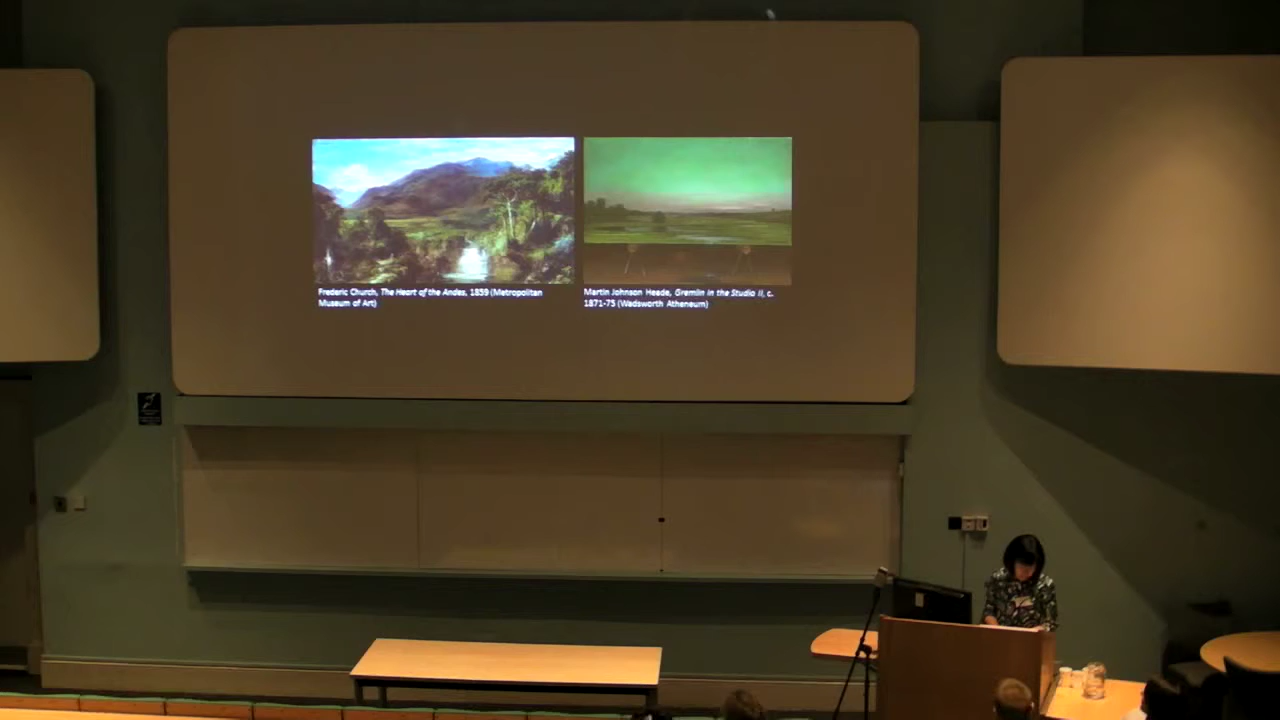 Frederic Church, The Heart of the Andes, 1859 (Metropolitan
Museum of Art)
Martin Johnson Heede, Gremlin in the Studio II, c.
1871-75 (Wadsworth Atheneum)